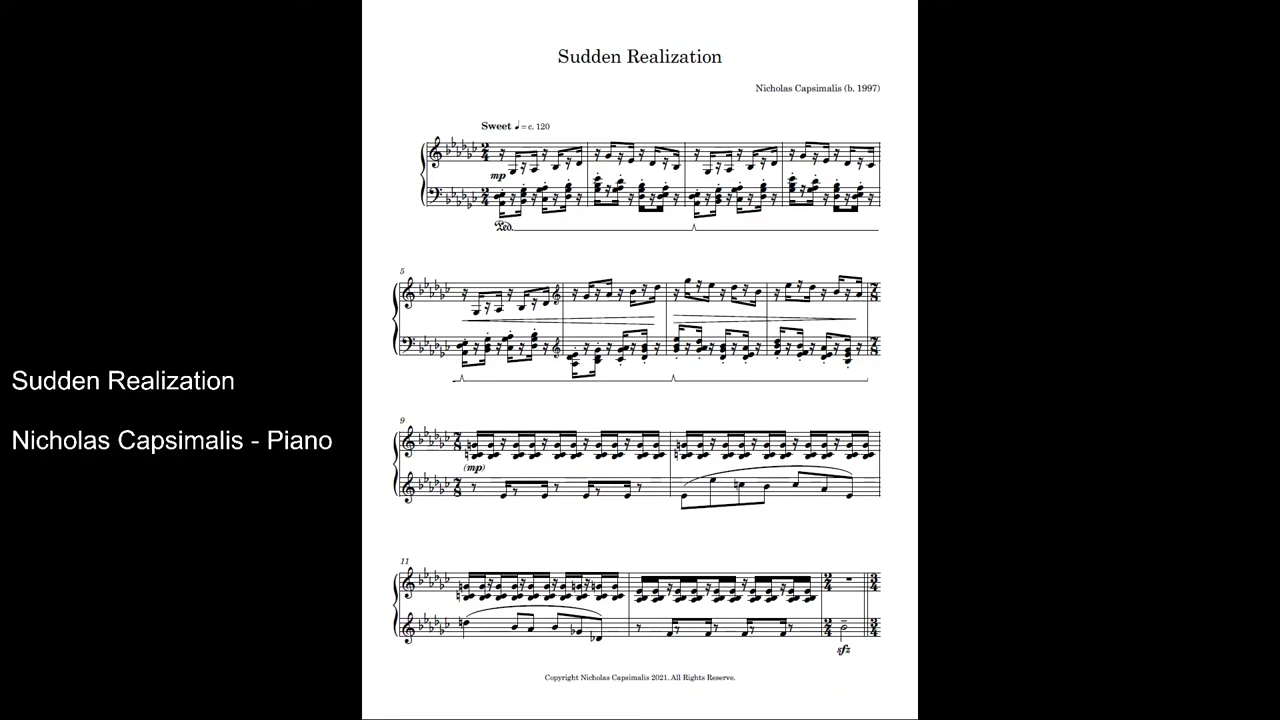 Sudden Realization
Nicholas Capsimalis (b. 1997)
Sweet ♩ = c. 120
mp
Ped.
5
9
(mp)
11
sfz
Copyright Nicholas Capsimalis 2021. All Rights Reserve.
Sudden Realization
Nicholas Capsimalis - Piano